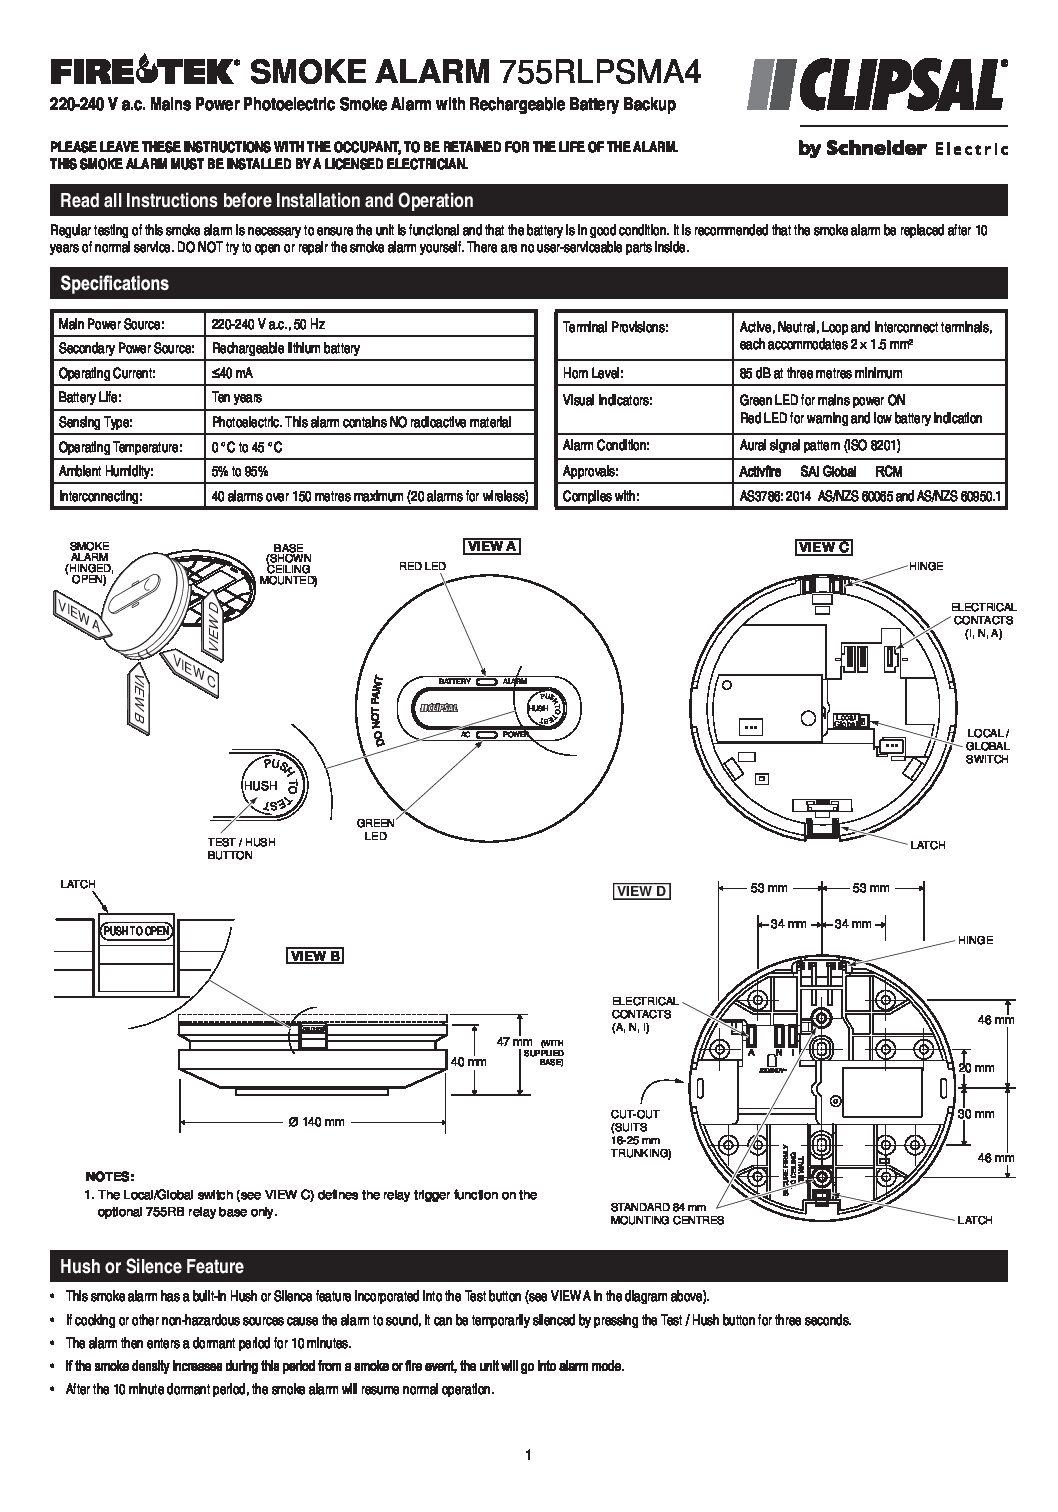 FIRETEK® SMOKE ALARM 755RLPSMA4
220-240 V a.c. Mains Power Photoelectric Smoke Alarm with Rechargeable Battery Backup
CLIPSAL®
by Schneider Electric
PLEASE LEAVE THESE INSTRUCTIONS WITH THE OCCUPANT, TO BE RETAINED FOR THE LIFE OF THE ALARM.
THIS SMOKE ALARM MUST BE INSTALLED BY A LICENSED ELECTRICIAN.
Read all Instructions before Installation and Operation
Regular testing of this smoke alarm is necessary to ensure the unit is functional and that the battery is in good condition. It is recommended that the smoke alarm be replaced after 10
years of normal service. DO NOT try to open or repair the smoke alarm yourself. There are no user-serviceable parts inside.
Specifications
Main Power Source: 220-240 V a.c., 50 Hz
Secondary Power Source: Rechargeable lithium battery
Operating Current: ≤40 mA
Battery Life: Ten years
Sensing Type: Photoelectric. This alarm contains NO radioactive material
Operating Temperature: 0 °C to 45 °C
Ambient Humidity: 5% to 95%
Interconnecting: 40 alarms over 150 metres maximum (20 alarms for wireless)
Terminal Provisions: Active, Neutral, Loop and Interconnect terminals,
each accommodates 2 × 1.5 mm²
Horn Level: 85 dB at three metres minimum
Visual Indicators: Green LED for mains power ON
Red LED for warning and low battery indication
Alarm Condition: Aural signal pattern (ISO 8201)
Approvals: Activfire SAI Global RCM
Complies with: AS3786: 2014 AS/NZS 60065 and AS/NZS 60950.1
SMOKE
ALARM
(HINGED,
OPEN)
BASE
(SHOWN
CEILING
MOUNTED)
VIEW A
VIEW B
VIEW C
VIEW D
VIEW A
RED LED
DO NOT PAINT
BATTERY ALARM
CLIPSAL
PUSH TO TEST
HUSH
AC POWER
GREEN
LED
PUSH TO TEST
HUSH
TEST / HUSH
BUTTON
VIEW C
HINGE
ELECTRICAL
CONTACTS
(I, N, A)
LOCAL
GLOBAL
LOCAL /
GLOBAL
SWITCH
LATCH
LATCH
PUSH TO OPEN
VIEW B
47 mm (WITH
SUPPLIED
BASE)
40 mm
Ø 140 mm
VIEW D
53 mm 53 mm
34 mm 34 mm
HINGE
ELECTRICAL
CONTACTS
(A, N, I)
A N I
46 mm
20 mm
30 mm
46 mm
CUT-OUT
(SUITS
16-25 mm
TRUNKING)
STANDARD 84 mm
MOUNTING CENTRES
LATCH
NOTES:
1. The Local/Global switch (see VIEW C) defines the relay trigger function on the
optional 755RB relay base only.
Hush or Silence Feature
• This smoke alarm has a built-in Hush or Silence feature incorporated into the Test button (see VIEW A in the diagram above).
• If cooking or other non-hazardous sources cause the alarm to sound, it can be temporarily silenced by pressing the Test / Hush button for three seconds.
• The alarm then enters a dormant period for 10 minutes.
• If the smoke density increases during this period from a smoke or fire event, the unit will go into alarm mode.
• After the 10 minute dormant period, the smoke alarm will resume normal operation.
1